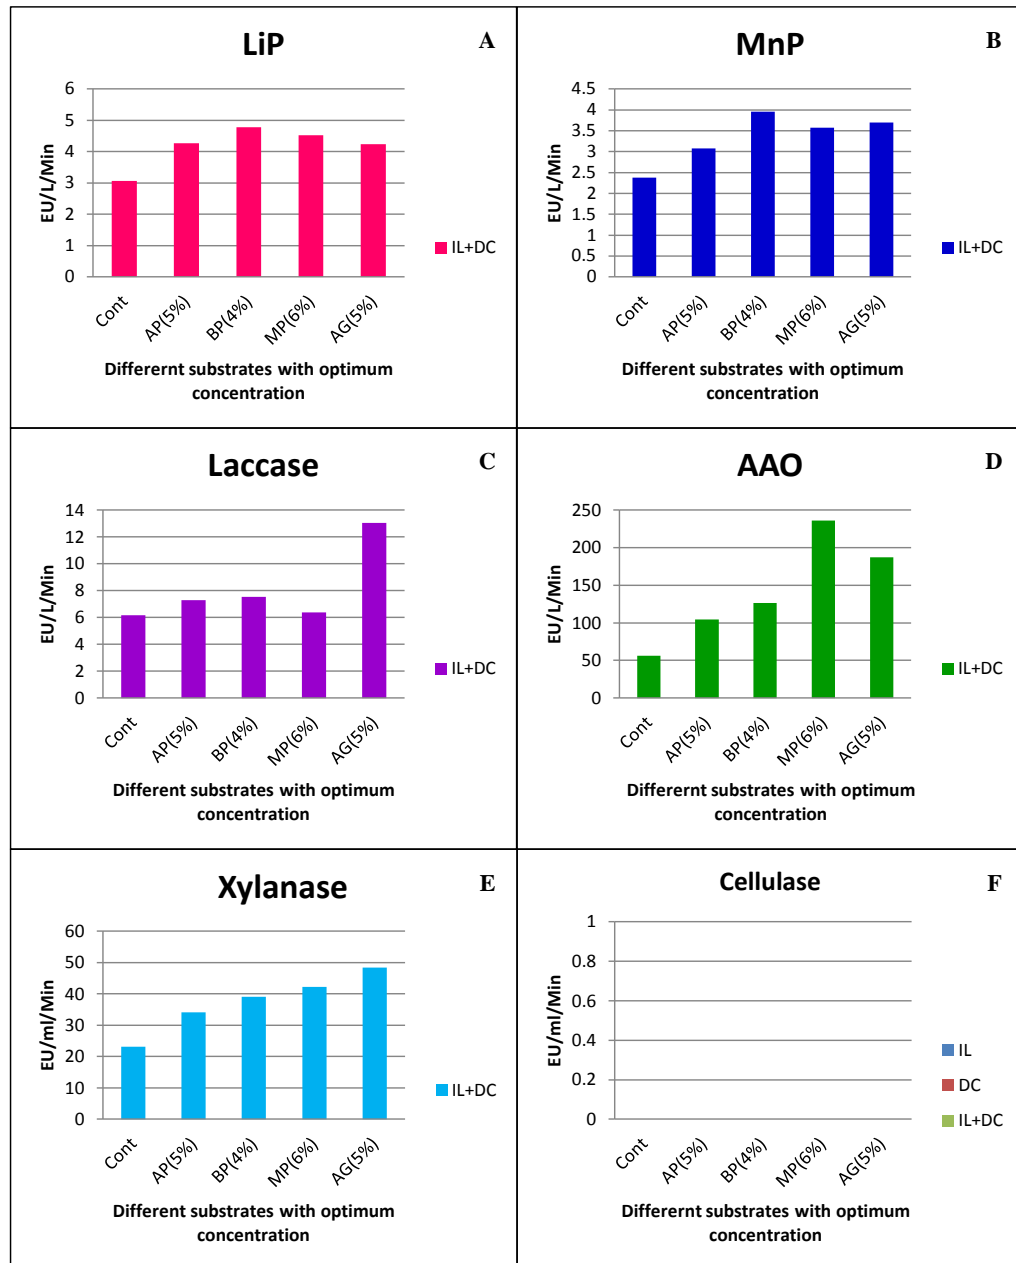 LiP
A
6
5
4
3
2
1
0
EU/L/Min
Cont
AP(5%)
BP(4%)
MP(6%)
AG(5%)
IL+DC
Differernt substrates with optimum
concentration
MnP
B
4.5
4
3.5
3
2.5
2
1.5
1
0.5
0
EU/L/Min
Cont
AP(5%)
BP(4%)
MP(6%)
AG(5%)
IL+DC
Differernt substrates with optimum
concentration
Laccase
C
14
12
10
8
6
4
2
0
EU/L/Min
Cont
AP(5%)
BP(4%)
MP(6%)
AG(5%)
IL+DC
Different substrates with optimum
concentration
AAO
D
250
200
150
100
50
0
EU/L/Min
Cont
AP(5%)
BP(4%)
MP(6%)
AG(5%)
IL+DC
Differernt substrates with optimum
concentration
Xylanase
E
60
50
40
30
20
10
0
EU/ml/Min
Cont
AP(5%)
BP(4%)
MP(6%)
AG(5%)
IL+DC
Different substrates with optimum
concentration
Cellulase
F
1
0.8
0.6
0.4
0.2
0
EU/ml/Min
Cont
AP(5%)
BP(4%)
MP(6%)
AG(5%)
IL
DC
IL+DC
Differernt substrates with optimum
concentration